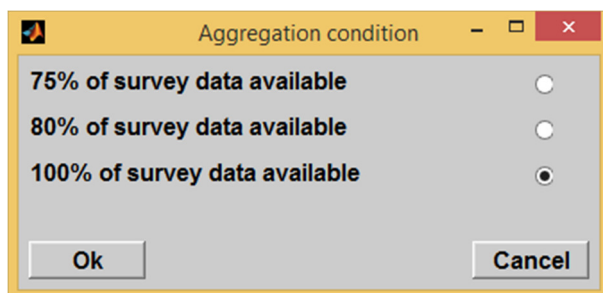 Aggregation condition
75% of survey data available
80% of survey data available
100% of survey data available
Ok
Cancel